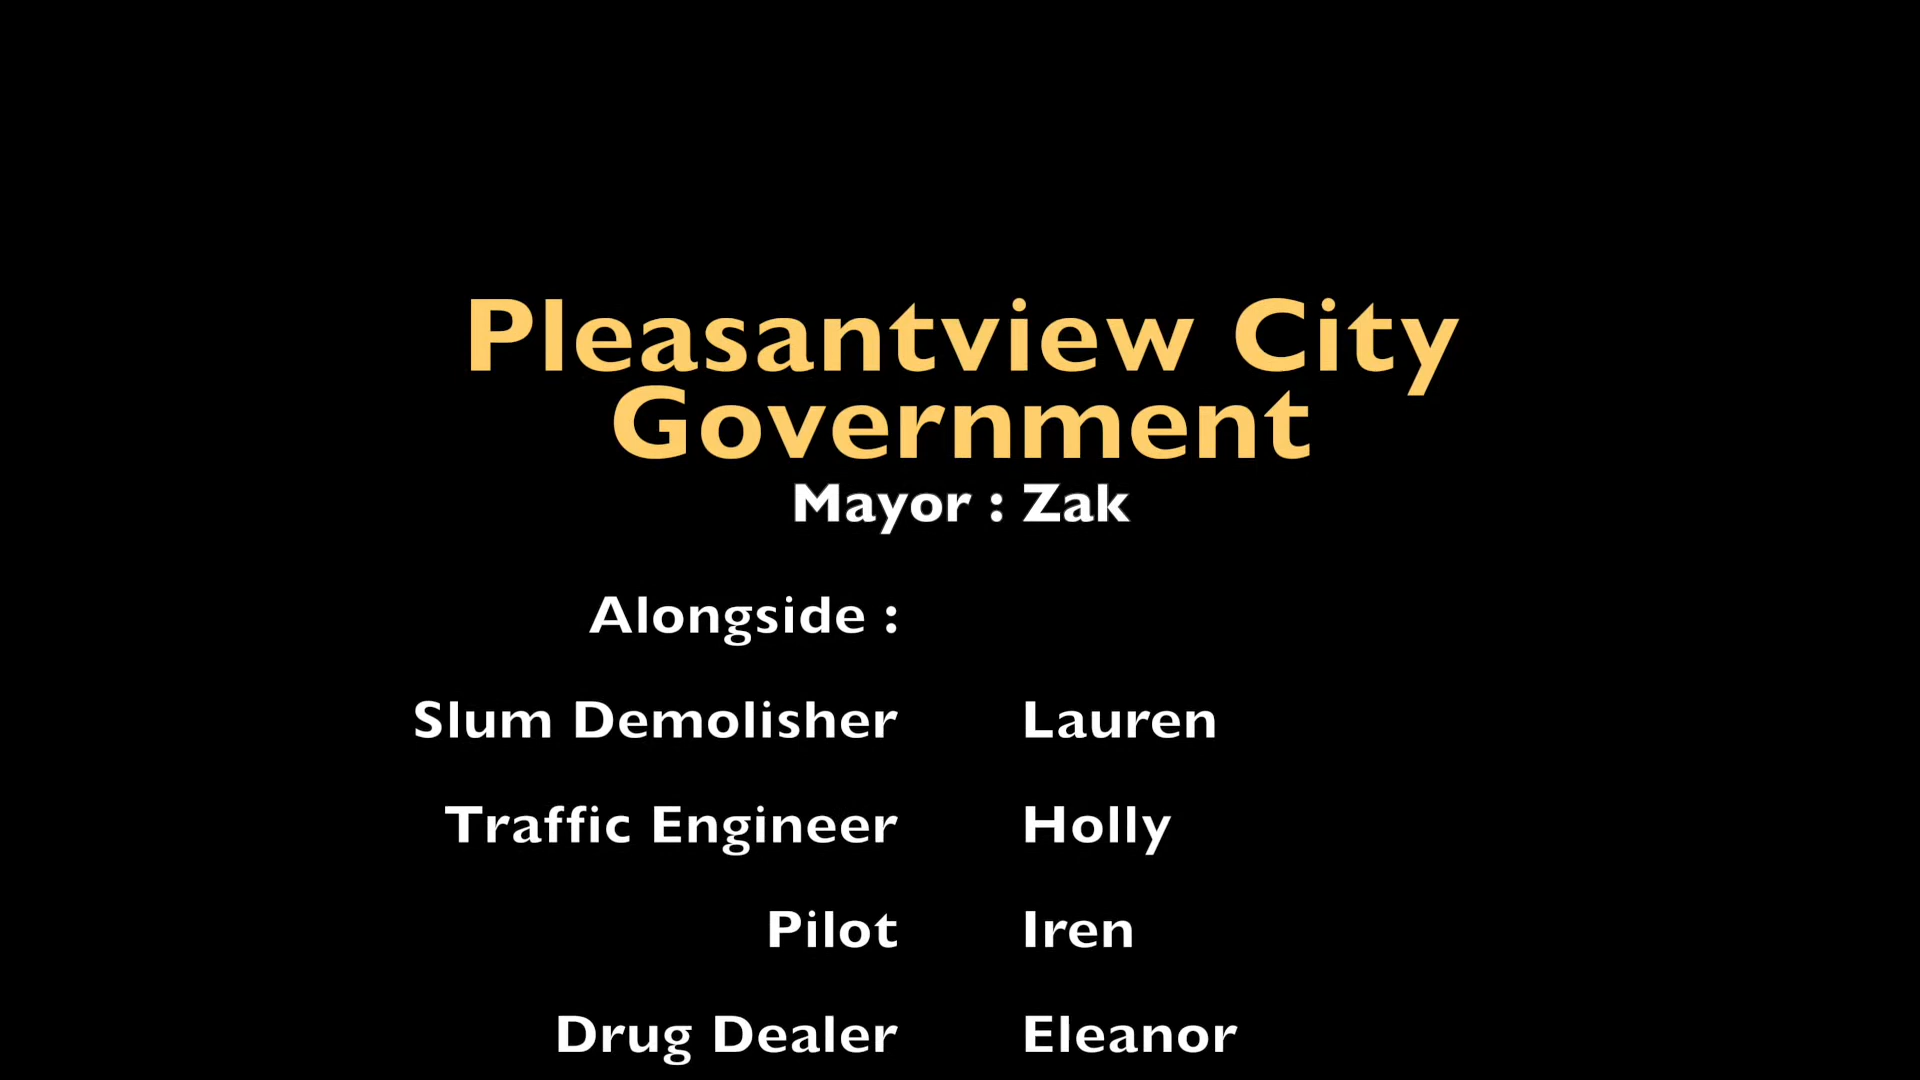 Pleasantview City
Government
Mayor : Zak
Alongside :
Slum Demolisher Lauren
Traffic Engineer Holly
Pilot Iren
Drug Dealer Eleanor